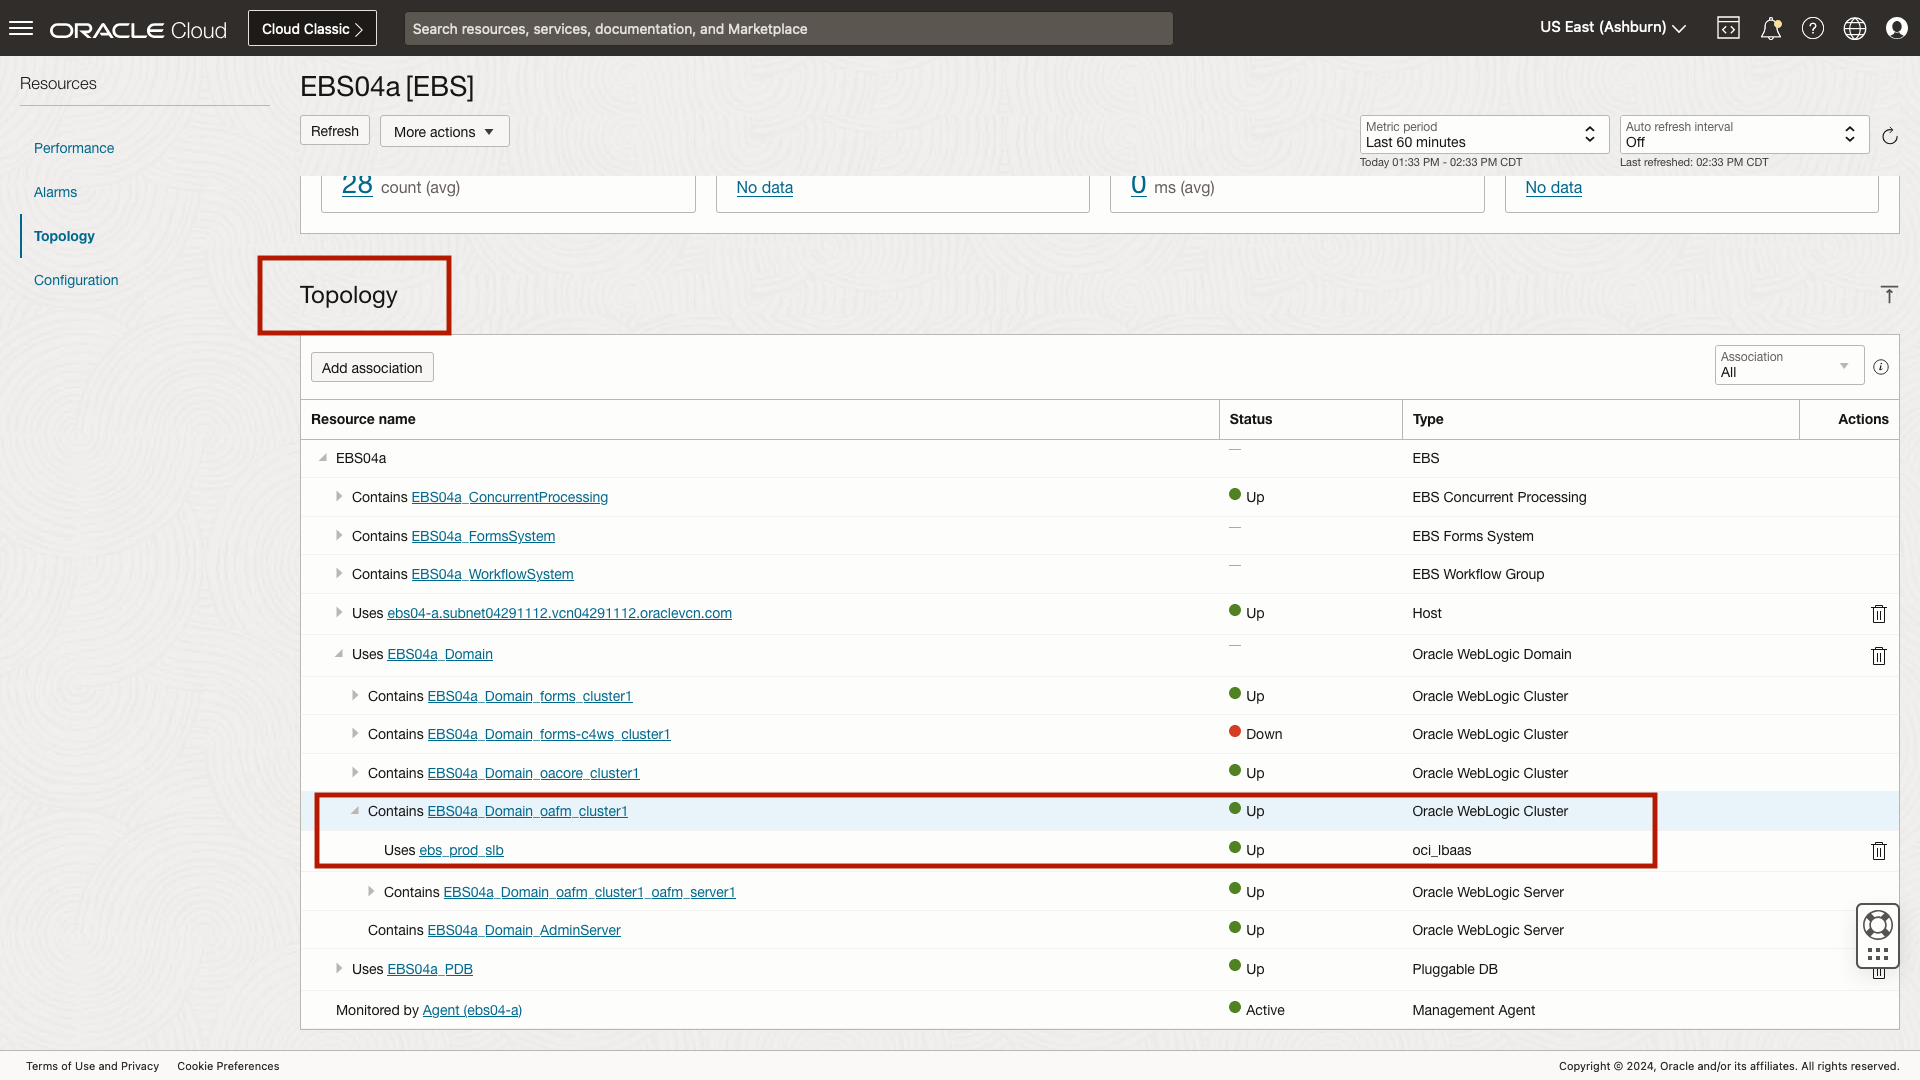 ORACLE Cloud
Cloud Classic
Search resources, services, documentation, and Marketplace
US East (Ashburn)
Resources
Performance
Alarms
Topology
Configuration
EBS04a [EBS]
Refresh
More actions
Metric period
Last 60 minutes
Today 01:33 PM - 02:33 PM CDT
Auto refresh interval
Off
Last refreshed: 02:33 PM CDT
28 count (avg)
No data
0 ms (avg)
No data
Topology
Add association
Association
All
Resource name Status Type Actions
EBS04a — EBS
Contains EBS04a_ConcurrentProcessing Up EBS Concurrent Processing
Contains EBS04a_FormsSystem — EBS Forms System
Contains EBS04a_WorkflowSystem — EBS Workflow Group
Uses ebs04-a.subnet04291112.vcn04291112.oraclevcn.com Up Host
Uses EBS04a_Domain — Oracle WebLogic Domain
Contains EBS04a_Domain_forms_cluster1 Up Oracle WebLogic Cluster
Contains EBS04a_Domain_forms-c4ws_cluster1 Down Oracle WebLogic Cluster
Contains EBS04a_Domain_oacore_cluster1 Up Oracle WebLogic Cluster
Contains EBS04a_Domain_oafm_cluster1 Up Oracle WebLogic Cluster
Uses ebs_prod_slb Up oci_lbaas
Contains EBS04a_Domain_oafm_cluster1_oafm_server1 Up Oracle WebLogic Server
Contains EBS04a_Domain_AdminServer Up Oracle WebLogic Server
Uses EBS04a_PDB Up Pluggable DB
Monitored by Agent (ebs04-a) Active Management Agent
Terms of Use and Privacy Cookie Preferences
Copyright © 2024, Oracle and/or its affiliates. All rights reserved.